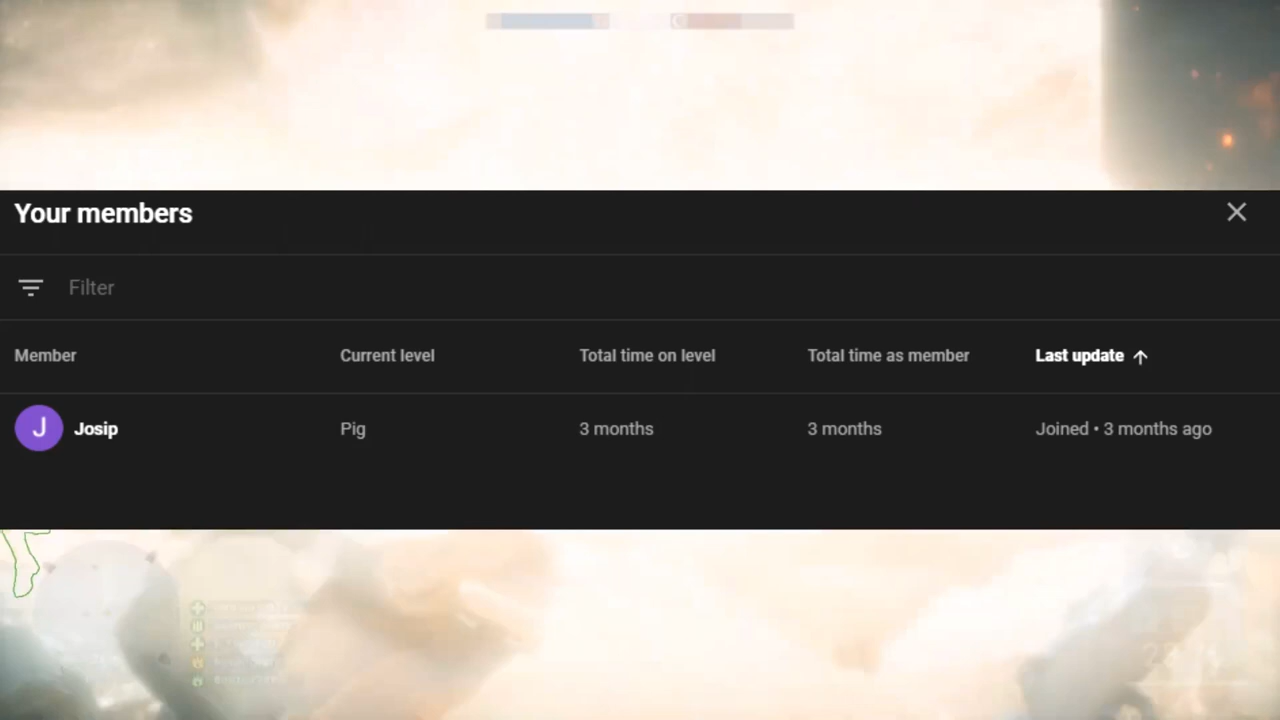 Your members
Filter
Member Current level Total time on level Total time as member Last update
J Josip Pig 3 months 3 months Joined • 3 months ago